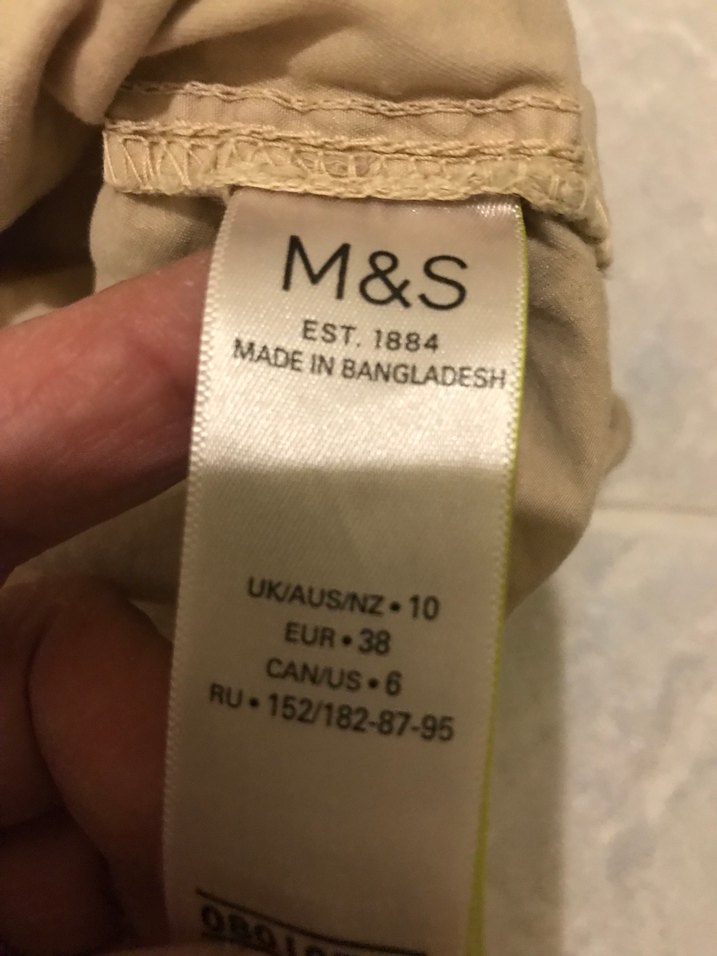 M&S
EST. 1884
MADE IN BANGLADESH
UK/AUS/NZ • 10
EUR • 38
CAN/US • 6
RU • 152/182-87-95